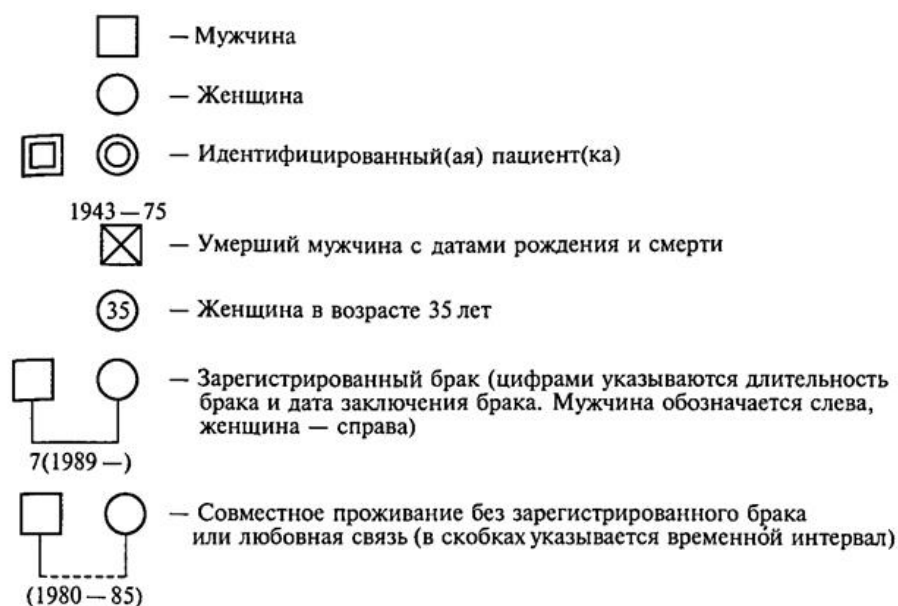 — Мужчина
— Женщина
— Идентифицированный(ая) пациент(ка)
1943 — 75
— Умерший мужчина с датами рождения и смерти
35
— Женщина в возрасте 35 лет
— Зарегистрированный брак (цифрами указываются длительность
брака и дата заключения брака. Мужчина обозначается слева,
женщина — справа)
7(1989 —)
— Совместное проживание без зарегистрированного брака
или любовная связь (в скобках указывается временной интервал)
(1980 — 85)